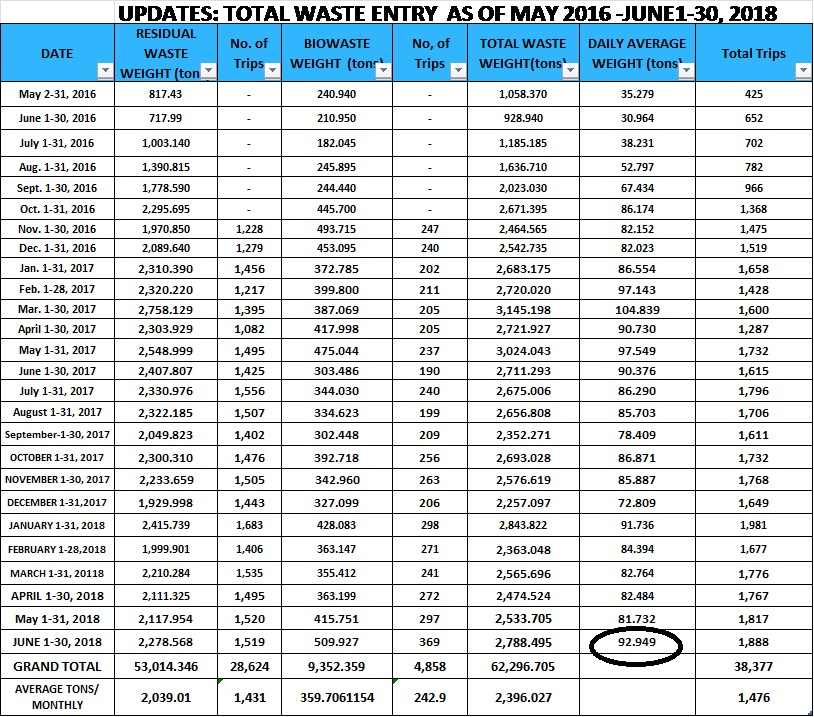 UPDATES: TOTAL WASTE ENTRY AS OF MAY 2016 -JUNE1-30, 2018
DATE RESIDUAL WASTE WEIGHT (ton No. of Trips BIOWASTE WEIGHT (tons) No, of Trips TOTAL WASTE WEIGHT(tons) DAILY AVERAGE WEIGHT (tons) Total Trips
May 2-31, 2016 817.43 - 240.940 - 1,058.370 35.279 425
June 1-30, 2016 717.99 - 210.950 - 928.940 30.964 652
July 1-31, 2016 1,003.140 - 182.045 - 1,185.185 38.231 702
Aug. 1-31, 2016 1,390.815 - 245.895 - 1,636.710 52.797 782
Sept. 1-30, 2016 1,778.590 - 244.440 - 2,023.030 67.434 966
Oct. 1-31, 2016 2,295.695 - 445.700 - 2,671.395 86.174 1,368
Nov. 1-30, 2016 1,970.850 1,228 493.715 247 2,464.565 82.152 1,475
Dec. 1-31, 2016 2,089.640 1,279 453.095 240 2,542.735 82.023 1,519
Jan. 1-31, 2017 2,310.390 1,456 372.785 202 2,683.175 86.554 1,658
Feb. 1-28, 2017 2,320.220 1,217 399.800 211 2,720.020 97.143 1,428
Mar. 1-30, 2017 2,758.129 1,395 387.069 205 3,145.198 104.839 1,600
April 1-30, 2017 2,303.929 1,082 417.998 205 2,721.927 90.730 1,287
May 1-31, 2017 2,548.999 1,495 475.044 237 3,024.043 97.549 1,732
June 1-30, 2017 2,407.807 1,425 303.486 190 2,711.293 90.376 1,615
July 1-31, 2017 2,330.976 1,556 344.030 240 2,675.006 86.290 1,796
August 1-31, 2017 2,322.185 1,507 334.623 199 2,656.808 85.703 1,706
September-1-30, 2017 2,049.823 1,402 302.448 209 2,352.271 78.409 1,611
OCTOBER 1-31, 2017 2,300.310 1,476 392.718 256 2,693.028 86.871 1,732
NOVEMBER 1-30, 2017 2,233.659 1,505 342.960 263 2,576.619 85.887 1,768
DECEMBER 1-31,2017 1,929.998 1,443 327.099 206 2,257.097 72.809 1,649
JANUARY 1-31, 2018 2,415.739 1,683 428.083 298 2,843.822 91.736 1,981
FEBRUARY 1-28,2018 1,999.901 1,406 363.147 271 2,363.048 84.394 1,677
MARCH 1-31, 20118 2,210.284 1,535 355.412 241 2,565.696 82.764 1,776
APRIL 1-30, 2018 2,111.325 1,495 363.199 272 2,474.524 82.484 1,767
May 1-31, 2018 2,117.954 1,520 415.751 297 2,533.705 81.732 1,817
JUNE 1-30, 2018 2,278.568 1,519 509.927 369 2,788.495 92.949 1,888
GRAND TOTAL 53,014.346 28,624 9,352.359 4,858 62,296.705 38,377
AVERAGE TONS/ MONTHLY 2,039.01 1,431 359.7061154 242.9 2,396.027 1,476